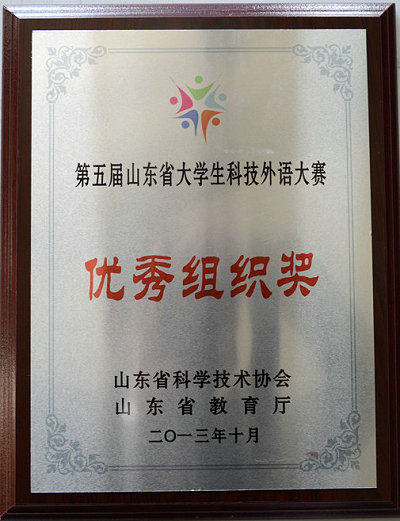 第五届山东省大学生科技外语大赛
优秀组织奖
山东省科学技术协会
山东省教育厅
二〇一三年十月